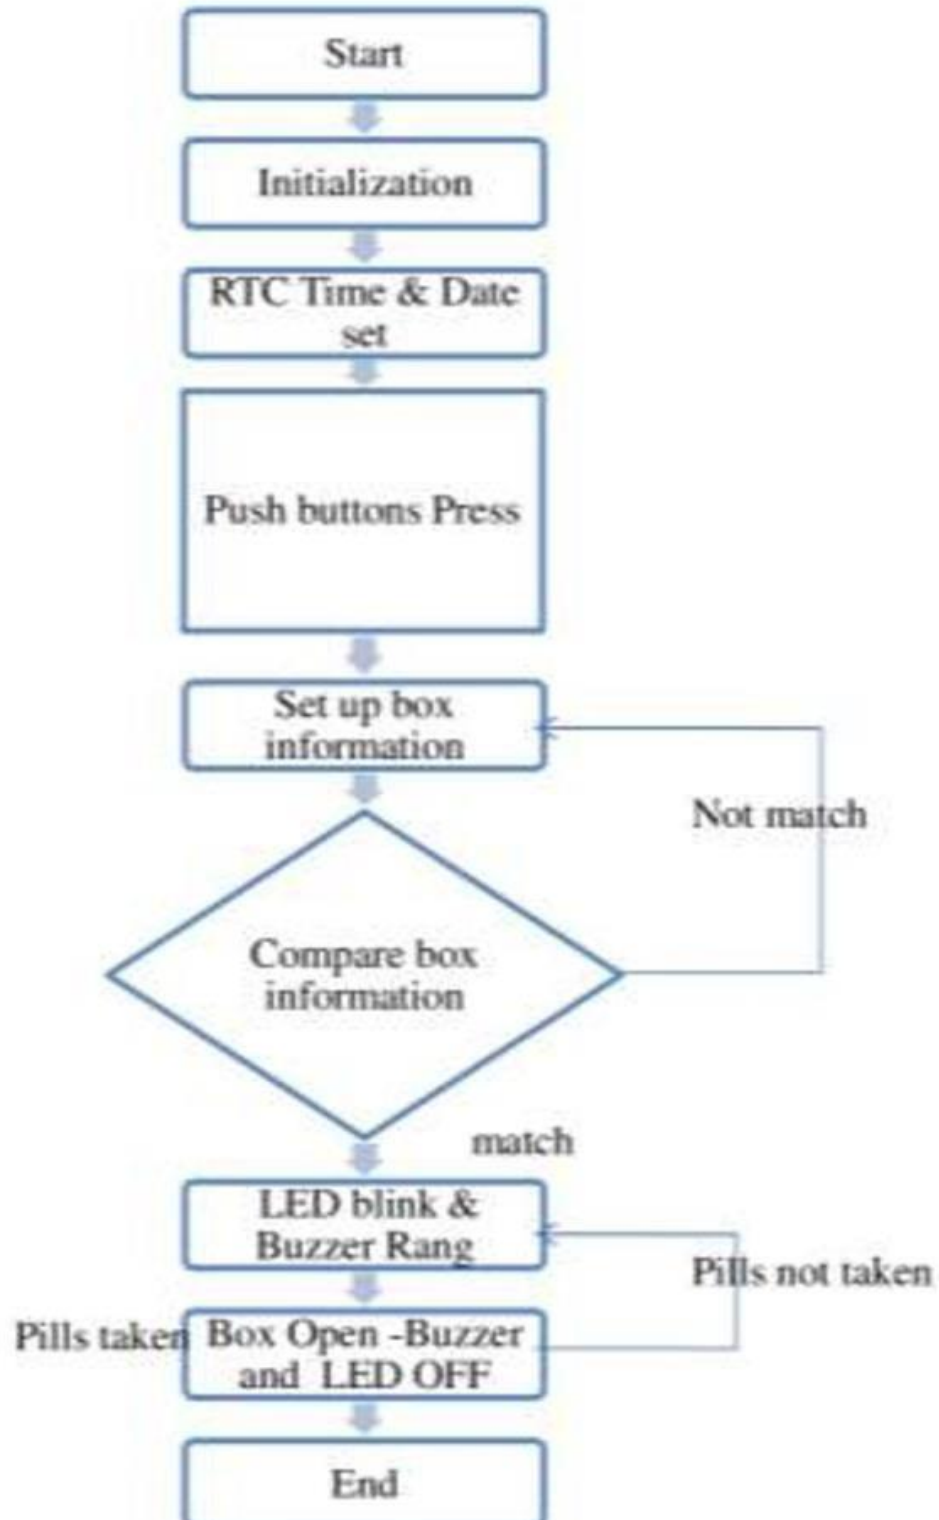 Start
Initialization
RTC Time & Date
set
Push buttons Press
Set up box
information
Not match
Compare box
information
match
LED blink &
Buzzer Rang
Pills not taken
Pills taken
Box Open -Buzzer
and LED OFF
End